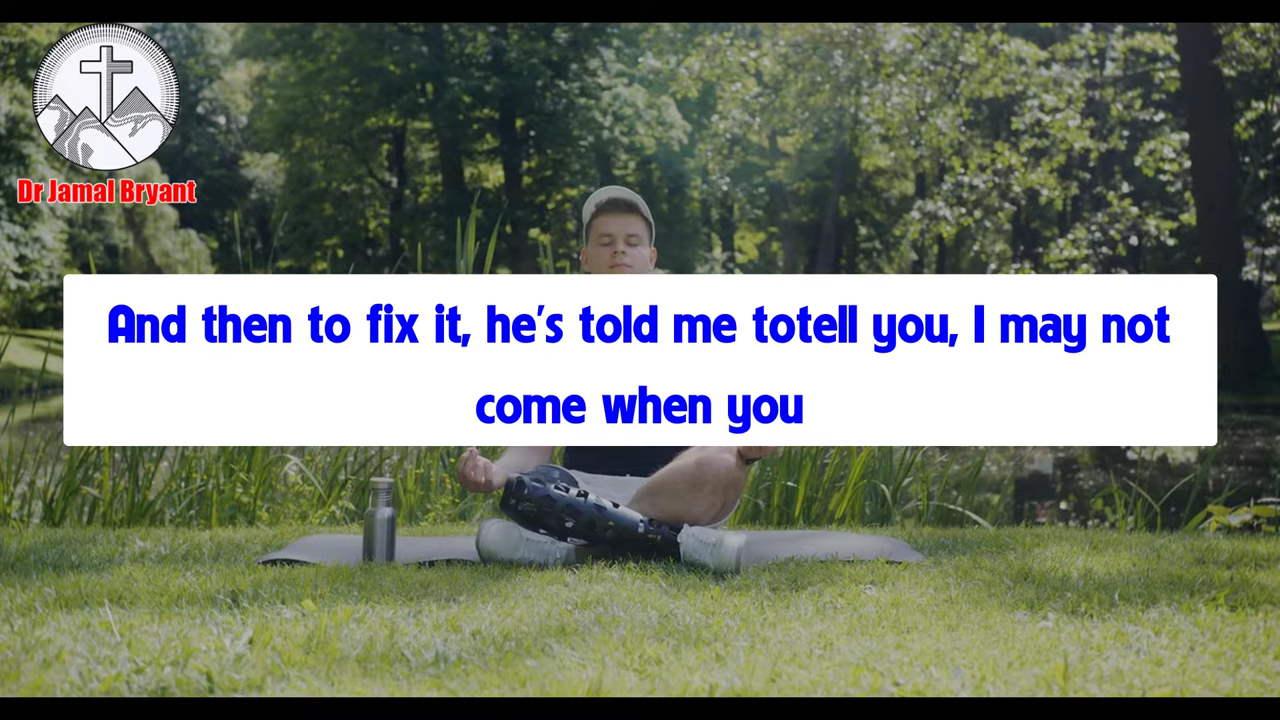 Dr Jamal Bryant
And then to fix it, he's told me totell you, I may not
come when you